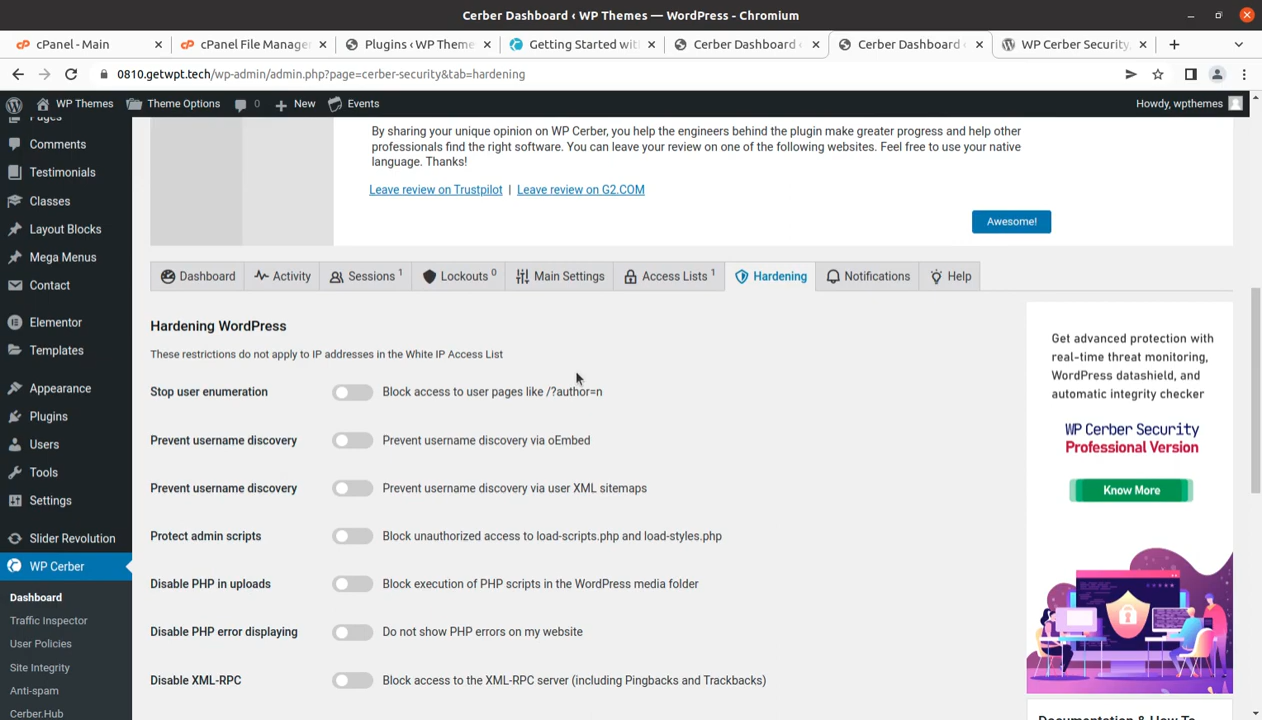 Cerber Dashboard ‹ WP Themes — WordPress - Chromium
cPanel - Main
cPanel File Manage
Plugins ‹ WP Theme
Getting Started wit
Cerber Dashboard
Cerber Dashboard
WP Cerber Security,
0810.getwpt.tech/wp-admin/admin.php?page=cerber-security&tab=hardening
WP Themes
Theme Options
0
New
Events
Howdy, wpthemes
Pages
Comments
Testimonials
Classes
Layout Blocks
Mega Menus
Contact
Elementor
Templates
Appearance
Plugins
Users
Tools
Settings
Slider Revolution
WP Cerber
Dashboard
Traffic Inspector
User Policies
Site Integrity
Anti-spam
Cerber.Hub
By sharing your unique opinion on WP Cerber, you help the engineers behind the plugin make greater progress and help other
professionals find the right software. You can leave your review on one of the following websites. Feel free to use your native
language. Thanks!
Leave review on Trustpilot | Leave review on G2.COM
Awesome!
Dashboard
Activity
Sessions 1
Lockouts 0
Main Settings
Access Lists 1
Hardening
Notifications
Help
Hardening WordPress
These restrictions do not apply to IP addresses in the White IP Access List
Stop user enumeration Block access to user pages like /?author=n
Prevent username discovery Prevent username discovery via oEmbed
Prevent username discovery Prevent username discovery via user XML sitemaps
Protect admin scripts Block unauthorized access to load-scripts.php and load-styles.php
Disable PHP in uploads Block execution of PHP scripts in the WordPress media folder
Disable PHP error displaying Do not show PHP errors on my website
Disable XML-RPC Block access to the XML-RPC server (including Pingbacks and Trackbacks)
Get advanced protection with
real-time threat monitoring,
WordPress datashield, and
automatic integrity checker
WP Cerber Security
Professional Version
Know More
Documentation & How To